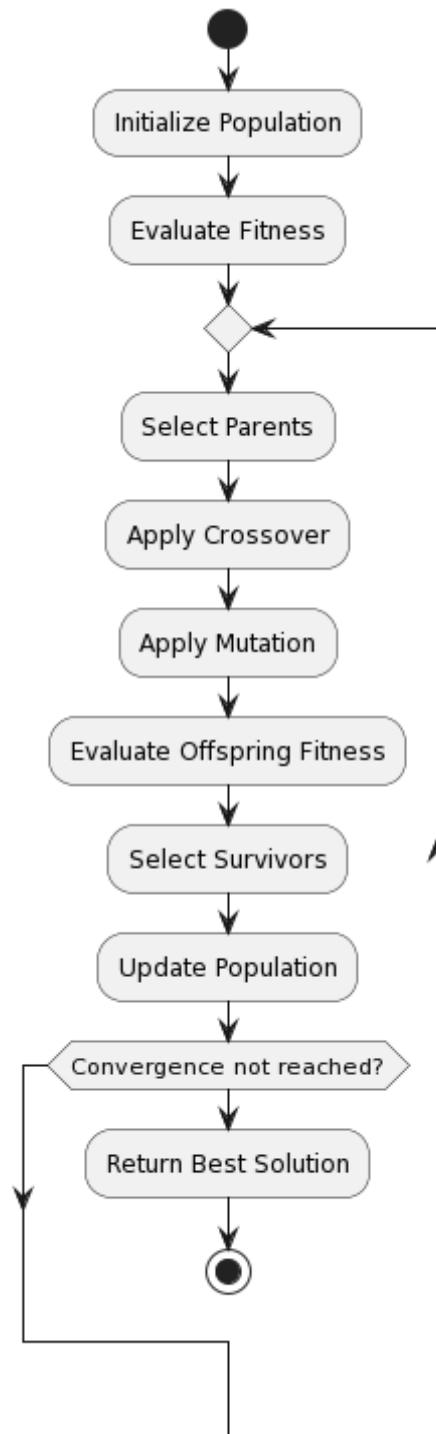 Initialize Population
Evaluate Fitness
Select Parents
Apply Crossover
Apply Mutation
Evaluate Offspring Fitness
Select Survivors
Update Population
Convergence not reached?
Return Best Solution